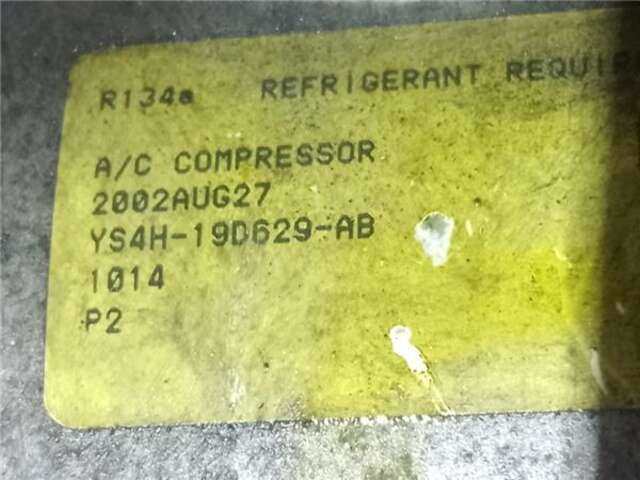 R134a REFRIGERANT
A/C COMPRESSOR
2002AUG27
YS4H-19D629-AB
1014
P2